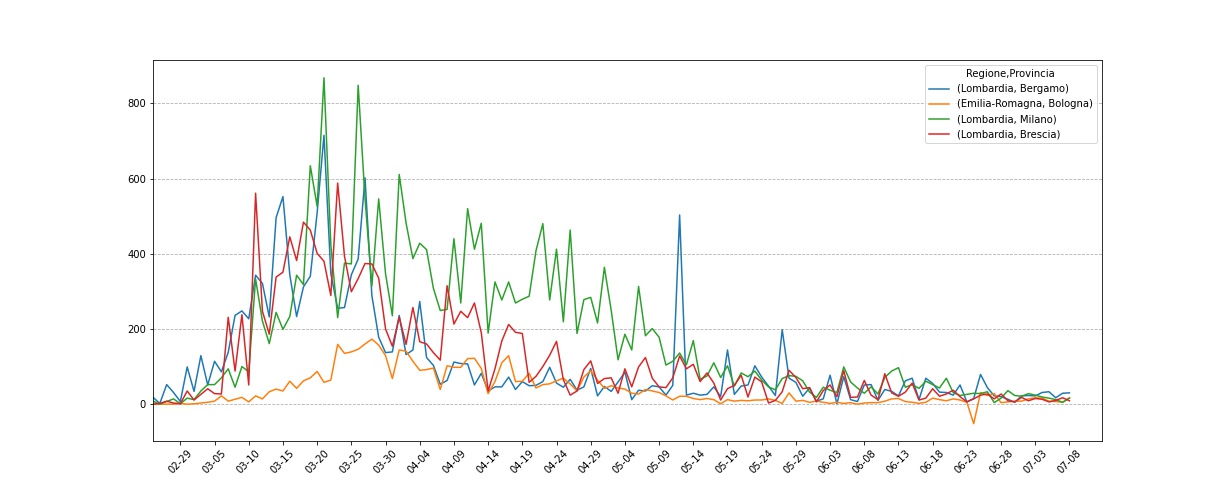 Regione,Provincia
(Lombardia, Bergamo)
(Emilia-Romagna, Bologna)
(Lombardia, Milano)
(Lombardia, Brescia)
800
600
400
200
0
02-29 03-05 03-10 03-15 03-20 03-25 03-30 04-04 04-09 04-14 04-19 04-24 04-29 05-04 05-09 05-14 05-19 05-24 05-29 06-03 06-08 06-13 06-18 06-23 06-28 07-03 07-08